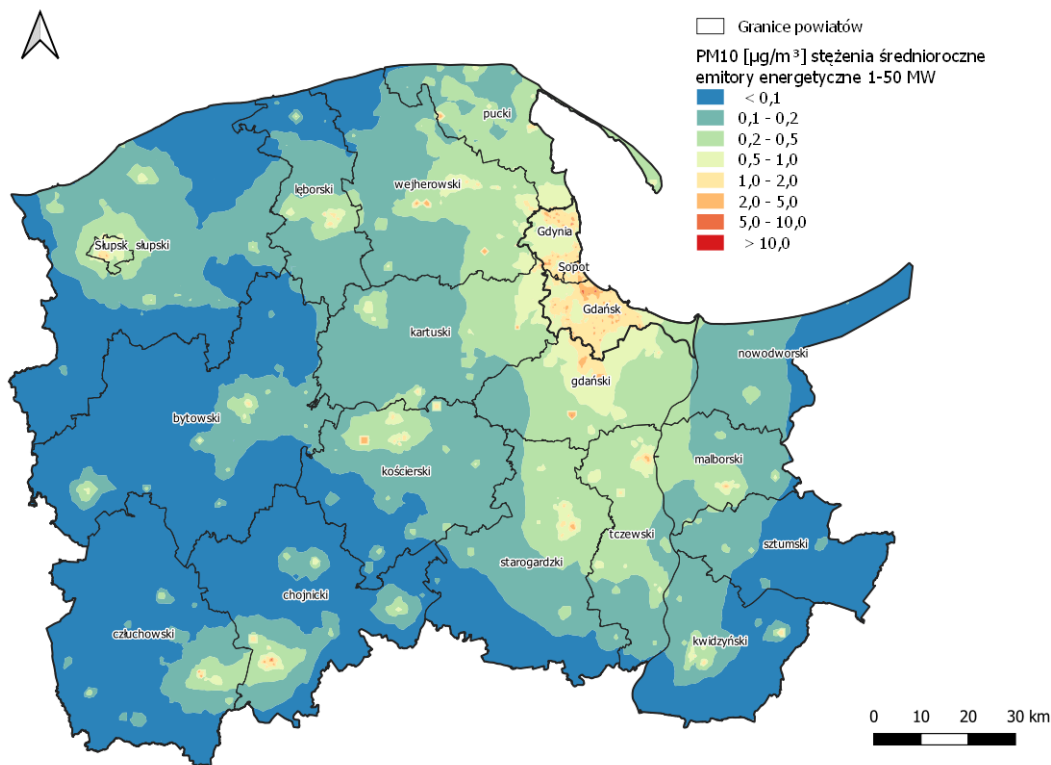 Granice powiatów
PM10 [µg/m³] stężenia średnioroczne
emitory energetyczne 1-50 MW
< 0,1
0,1 - 0,2
0,2 - 0,5
0,5 - 1,0
1,0 - 2,0
2,0 - 5,0
5,0 - 10,0
> 10,0
pucki
lęborski
wejherowski
Gdynia
Słupsk słupski
Sopot
Gdańsk
kartuski
nowodworski
gdański
bytowski
kościerski
malborski
tczewski
sztumski
starogardzki
chojnicki
człuchowski
kwidzyński
0 10 20 30 km